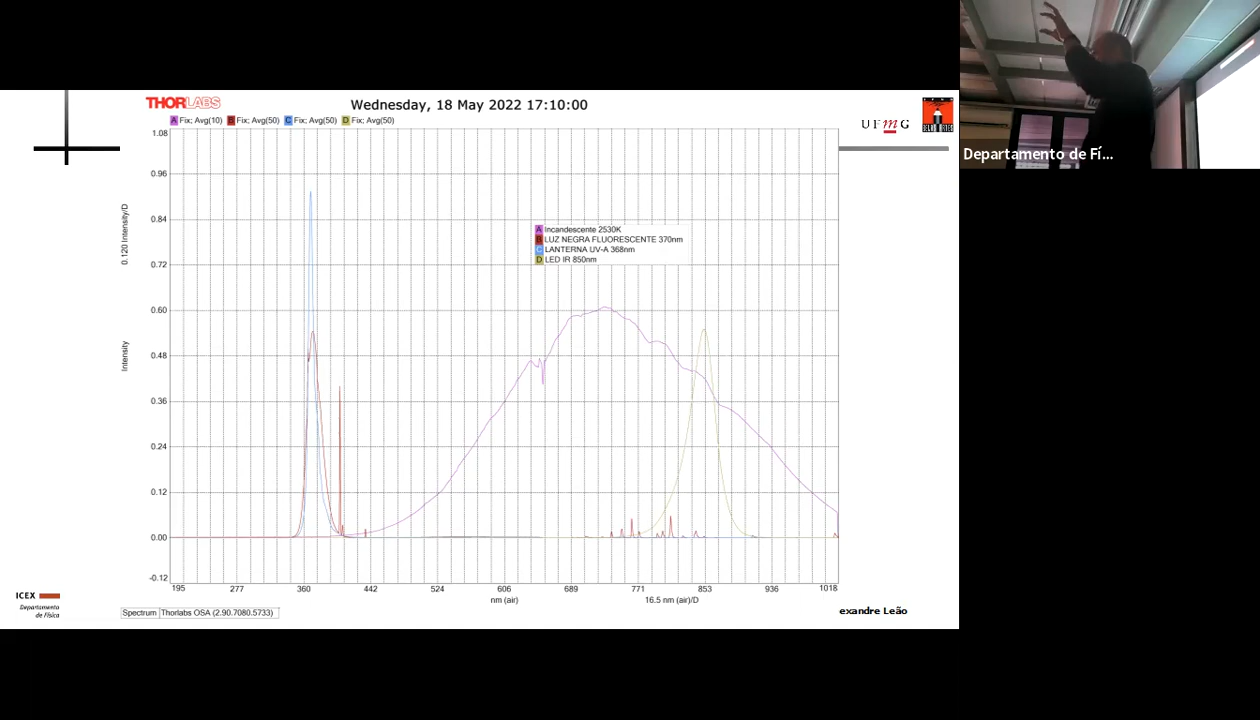 THORLABS
Wednesday, 18 May 2022 17:10:00
A Fix; Avg(10) B Fix; Avg(50) C Fix; Avg(50) D Fix; Avg(50)
UFmG
1.08
0.96
0.84
0.72
0.60
0.48
0.36
0.24
0.12
0.00
-0.12
0.120 Intensity/D
Intensity
A Incandescente 2530K
B LUZ NEGRA FLUORESCENTE 370nm
C LANTERNA UV-A 368nm
D LED IR 850nm
195 277 360 442 524 606 689 771 853 936 1018
nm (air) 16.5 nm (air)/D
Spectrum Thorlabs OSA (2.90.7080.5733)
ICEX
Departamento
de Física
exandre Leão
Departamento de Fí...